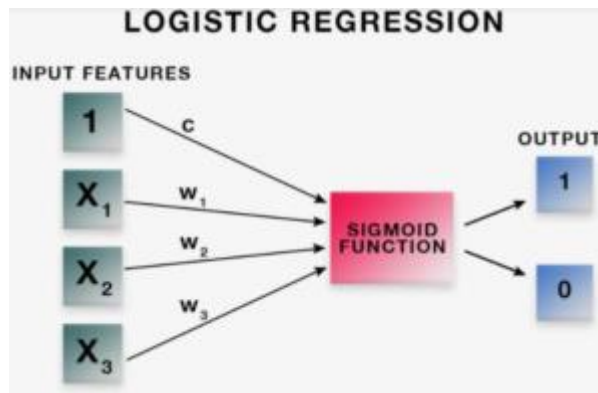 LOGISTIC REGRESSION
INPUT FEATURES
1
X₁
X₂
X₃
c
w₁
w₂
w₃
SIGMOID
FUNCTION
OUTPUT
1
0